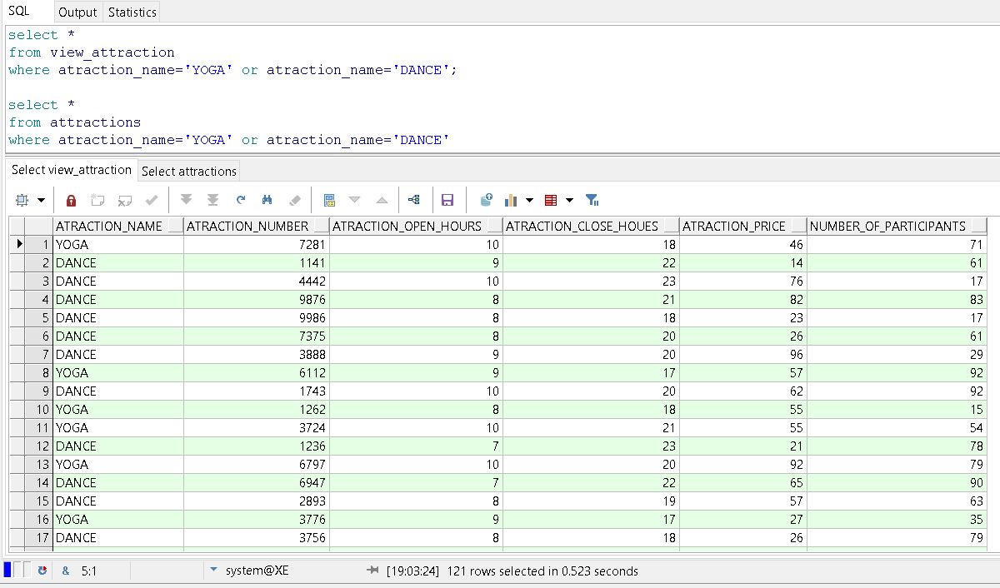 SQL Output Statistics
select *
from view_attraction
where atraction_name='YOGA' or atraction_name='DANCE';
select *
from attractions
where atraction_name='YOGA' or atraction_name='DANCE'
Select view_attraction Select attractions
ATRACTION_NAME ATRACTION_NUMBER ATRACTION_OPEN_HOURS ATRACTION_CLOSE_HOUES ATRACTION_PRICE NUMBER_OF_PARTICIPANTS
1 YOGA 7281 10 18 46 71
2 DANCE 1141 9 22 14 61
3 DANCE 4442 10 23 76 17
4 DANCE 9876 8 21 82 83
5 DANCE 9986 8 18 23 17
6 DANCE 7375 8 20 26 61
7 DANCE 3888 9 20 96 29
8 YOGA 6112 9 17 57 92
9 DANCE 1743 10 20 62 92
10 YOGA 1262 8 18 55 15
11 YOGA 3724 10 21 55 54
12 DANCE 1236 7 23 21 78
13 YOGA 6797 10 20 92 79
14 DANCE 6947 7 22 65 90
15 DANCE 2893 8 19 57 63
16 YOGA 3776 9 17 27 35
17 DANCE 3756 8 18 26 79
& 5:1 system@XE [19:03:24] 121 rows selected in 0.523 seconds